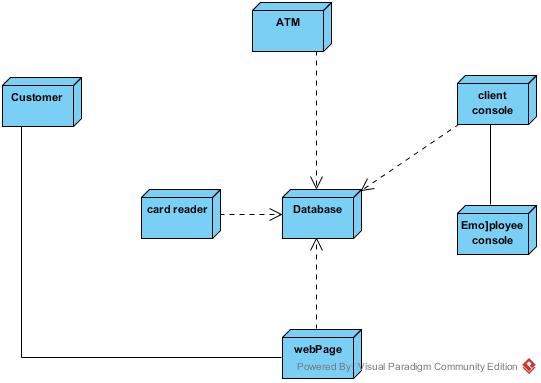 ATM
Customer
client
console
card reader
Database
Emo]ployee
console
webPage
Powered By: Visual Paradigm Community Edition